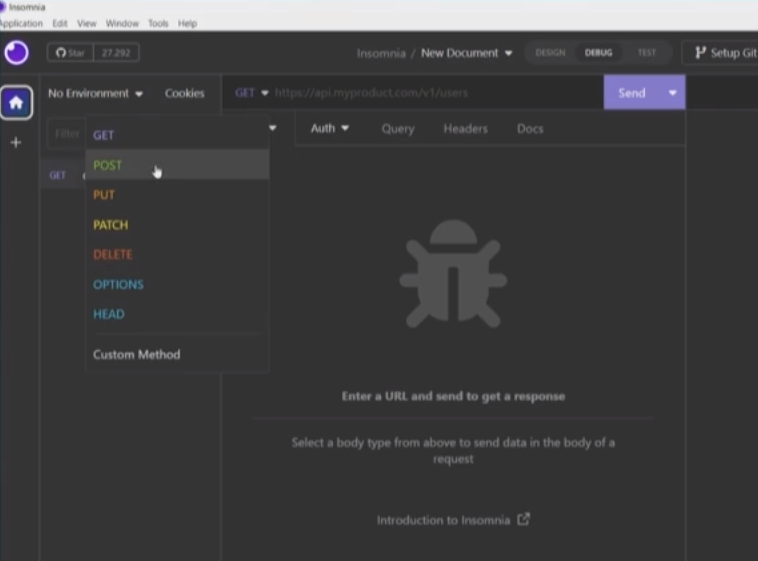 Insomnia
Application Edit View Window Tools Help
Star 27.292
Insomnia / New Document
DESIGN DEBUG TEST
Setup Git
No Environment Cookies
GET https://api.myproduct.com/v1/users
Send
Filter
Auth Query Headers Docs
GET
GET
POST
PUT
PATCH
DELETE
OPTIONS
HEAD
Custom Method
Enter a URL and send to get a response
Select a body type from above to send data in the body of a
request
Introduction to Insomnia